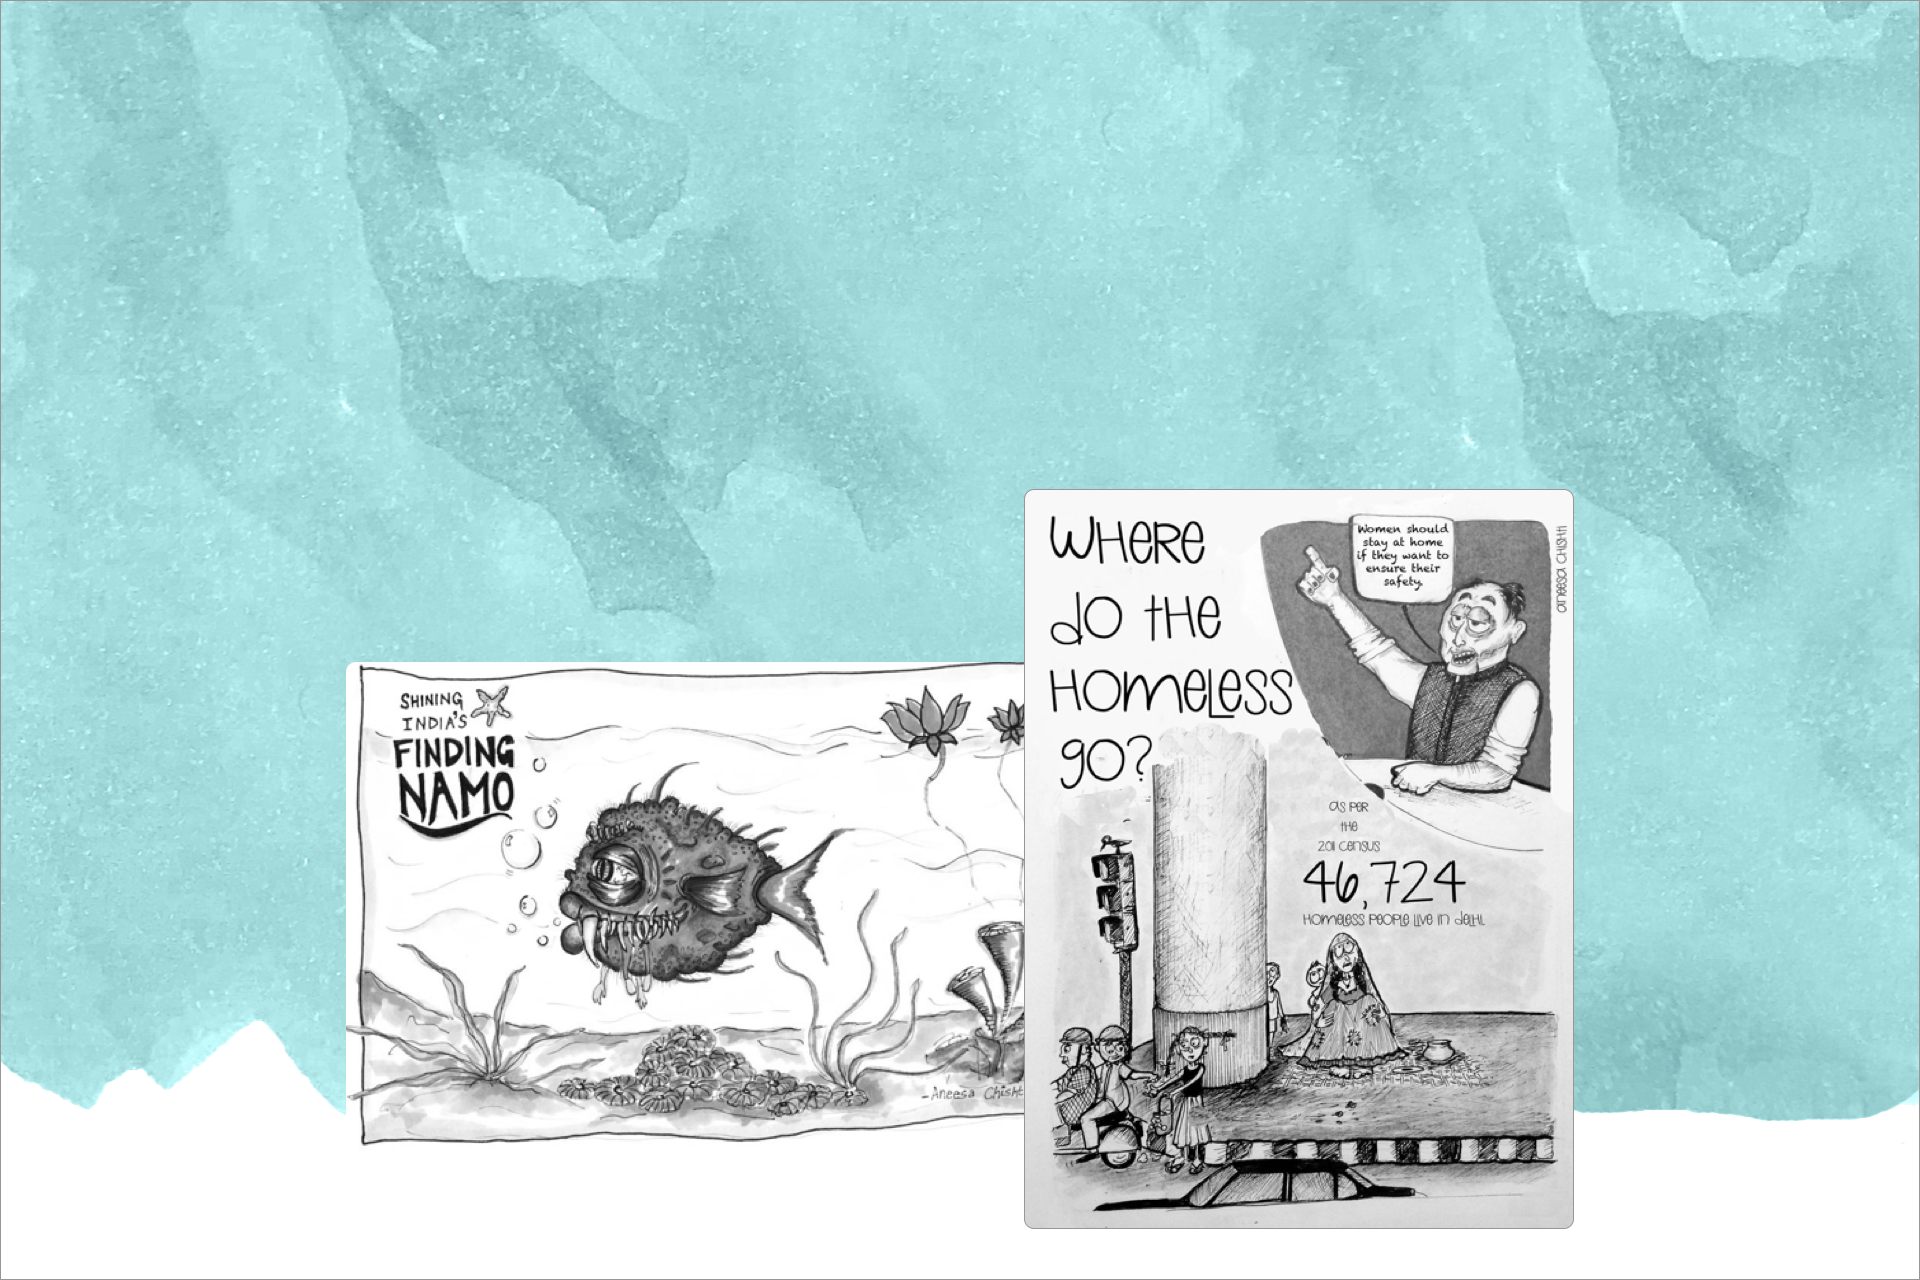 SHINING
INDIA'S
FINDING
NAMO
-Aneesa Chisht
WHERE
do THE
HOMELESS
go?
Women should
stay at home
if they want to
ensure their
safety.
aneesa CHISHTI
as PER
the
2011 census
46,724
Homeless people live in delhi.